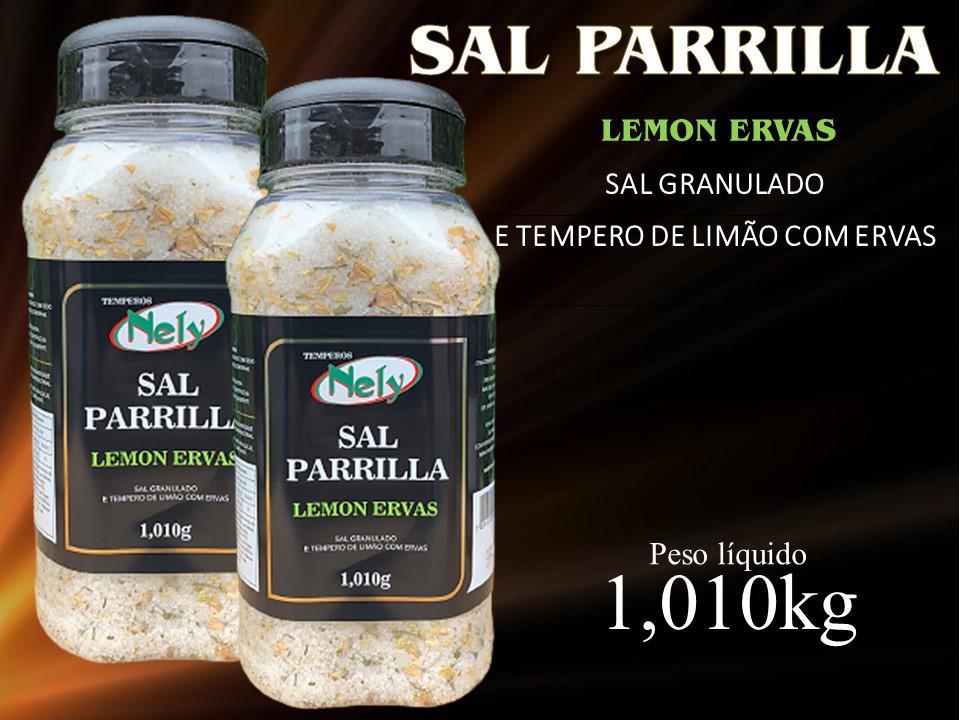 SAL PARRILLA
LEMON ERVAS
SAL GRANULADO
E TEMPERO DE LIMÃO COM ERVAS
TEMPEROS
Nely
SAL
PARRILLA
LEMON ERVAS
SAL GRANULADO
E TEMPERO DE LIMÃO COM ERVAS
1,010g
TEMPEROS
Nely
SAL
PARRILLA
LEMON ERVAS
SAL GRANULADO
E TEMPERO DE LIMÃO COM ERVAS
1,010g
Peso líquido
1,010kg